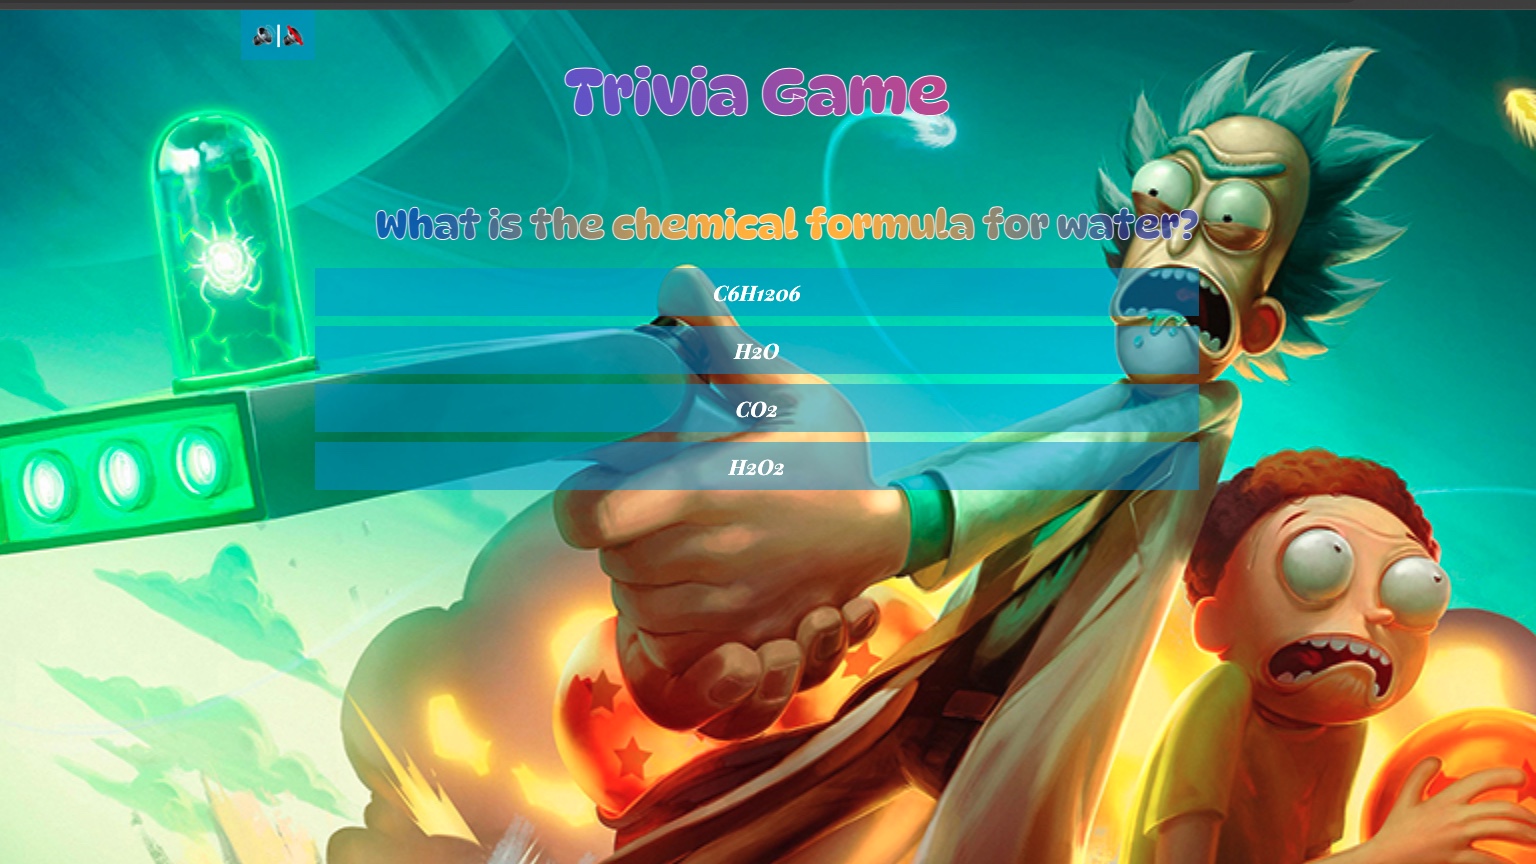 Trivia Game
What is the chemical formula for water?
C6H12O6
H2O
CO2
H2O2